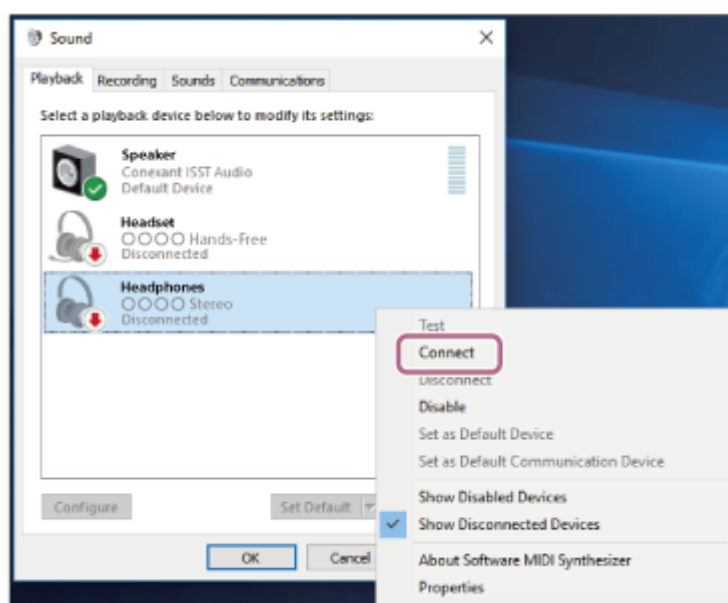 Sound
Playback Recording Sounds Communications
Select a playback device below to modify its settings:
Speaker
Conexant ISST Audio
Default Device
Headset
○○○○ Hands-Free
Disconnected
Headphones
○○○○ Stereo
Disconnected
Test
Connect
Disconnect
Disable
Set as Default Device
Set as Default Communication Device
Show Disabled Devices
Show Disconnected Devices
About Software MIDI Synthesizer
Properties
Configure
Set Default
OK
Cancel